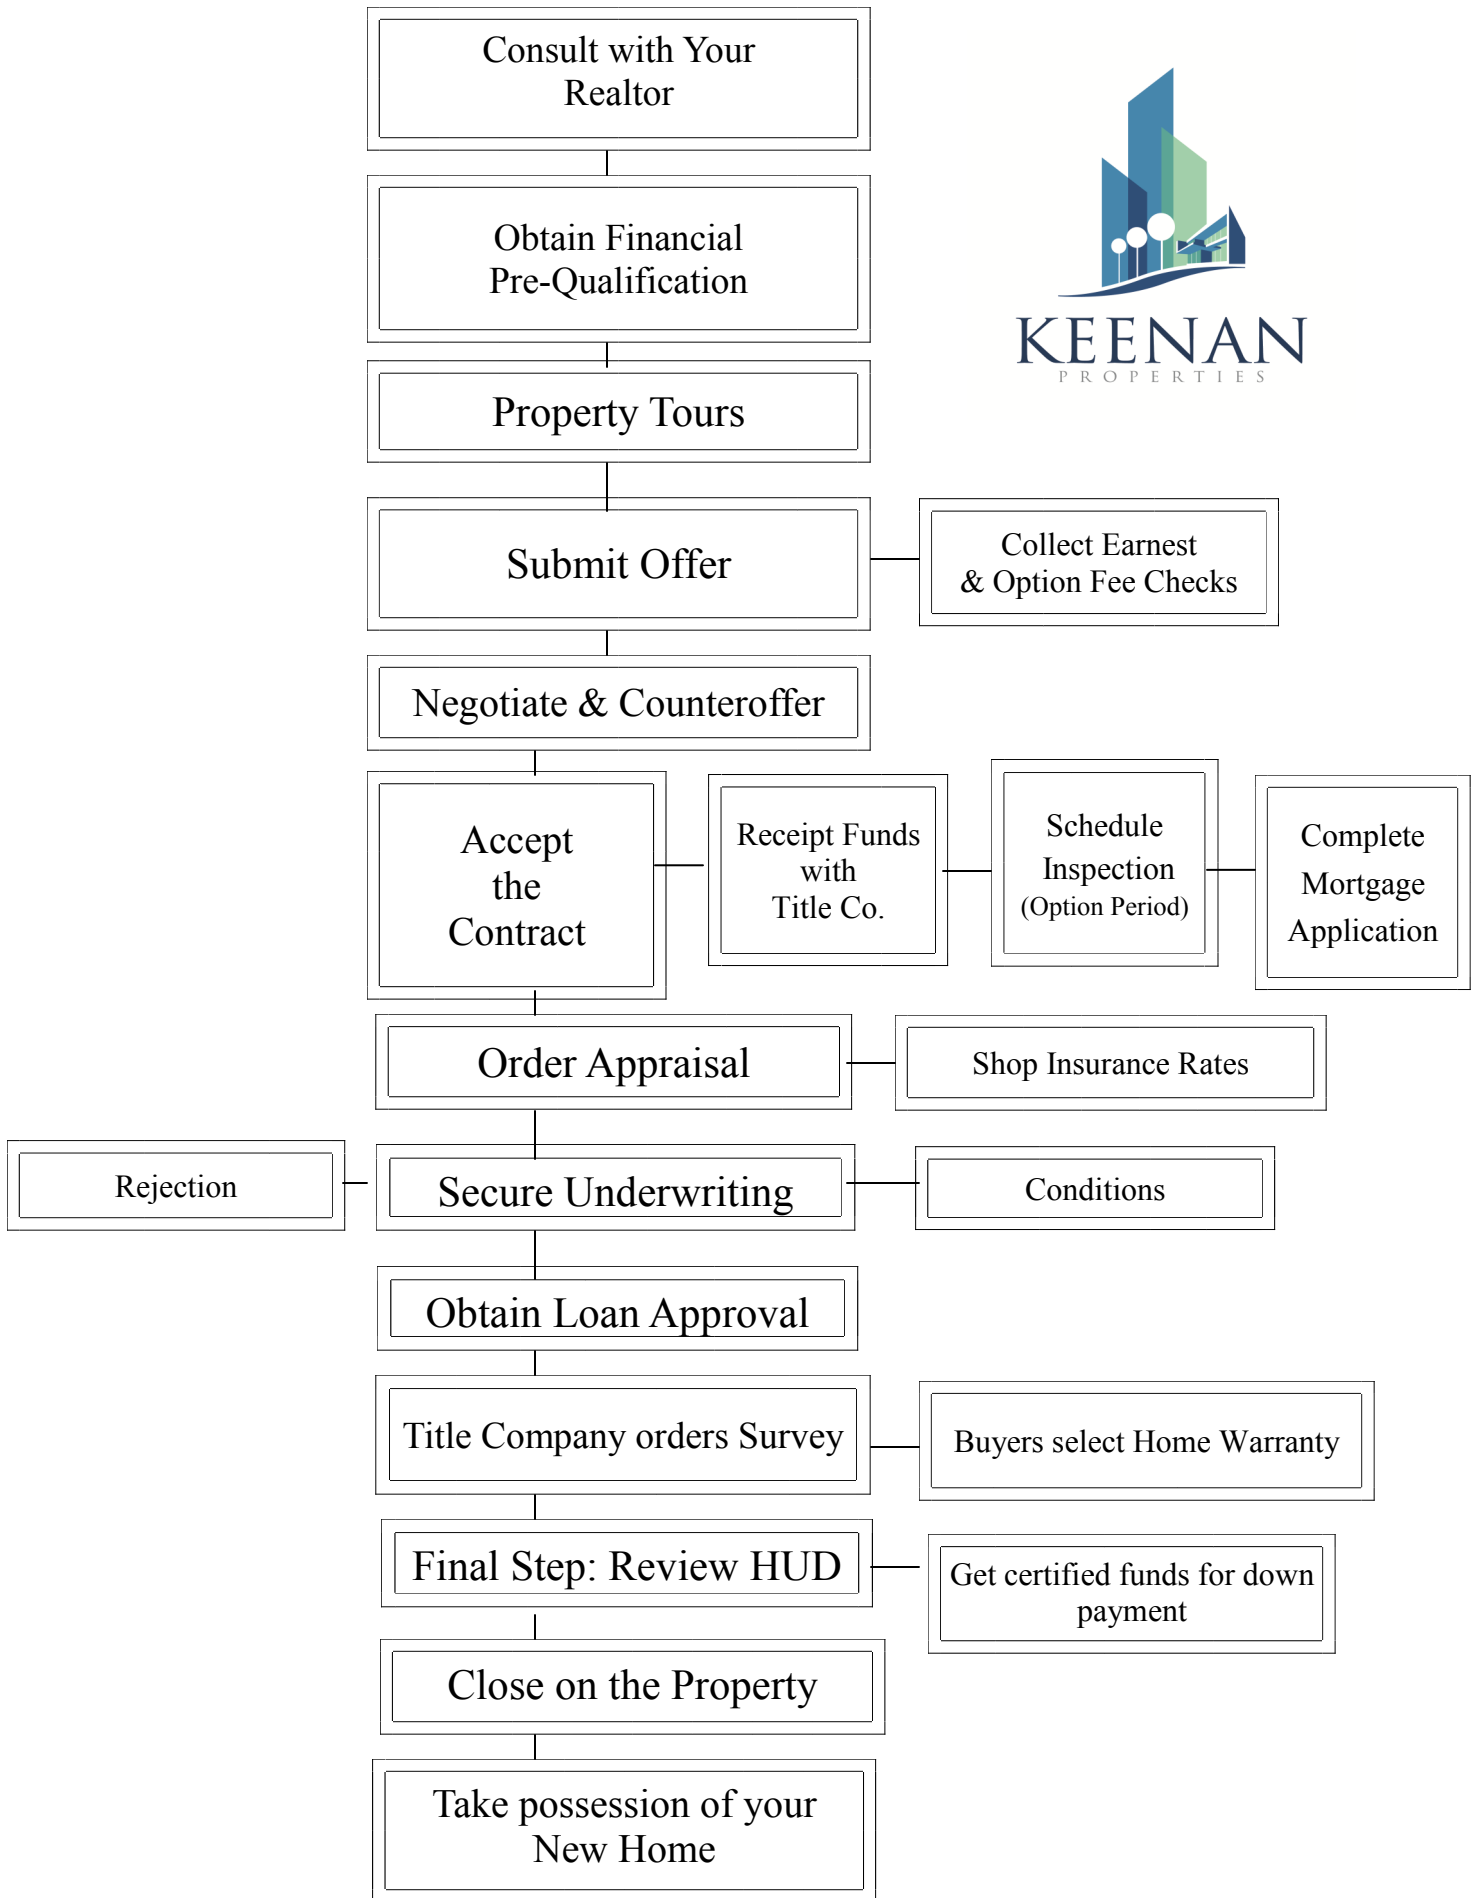 Consult with Your
Realtor
KEENAN
PROPERTIES
Obtain Financial
Pre-Qualification
Property Tours
Submit Offer
Collect Earnest
& Option Fee Checks
Negotiate & Counteroffer
Accept
the
Contract
Receipt Funds
with
Title Co.
Schedule
Inspection
(Option Period)
Complete
Mortgage
Application
Order Appraisal
Shop Insurance Rates
Rejection
Secure Underwriting
Conditions
Obtain Loan Approval
Title Company orders Survey
Buyers select Home Warranty
Final Step: Review HUD
Get certified funds for down
payment
Close on the Property
Take possession of your
New Home